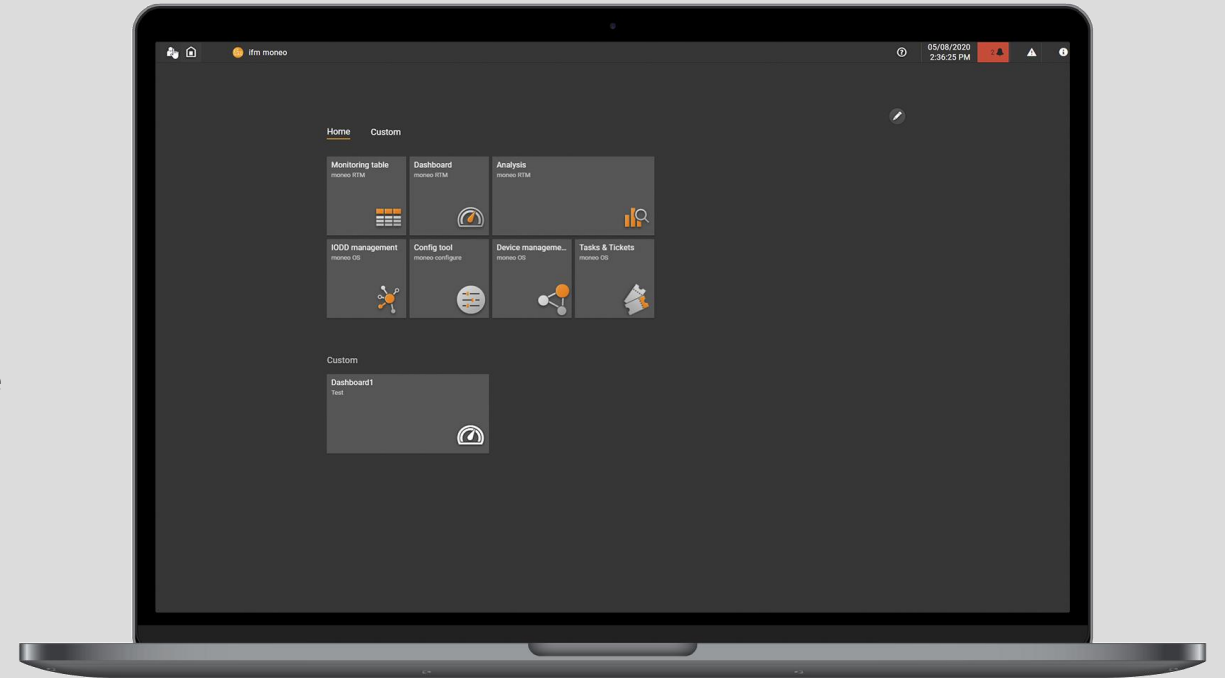 ifm moneo
05/08/2020
2:36:25 PM
2
Home Custom
Monitoring table
moneo RTM
Dashboard
moneo RTM
Analysis
moneo RTM
IODD management
moneo OS
Config tool
moneo configure
Device manageme...
moneo OS
Tasks & Tickets
moneo OS
Custom
Dashboard1
Test